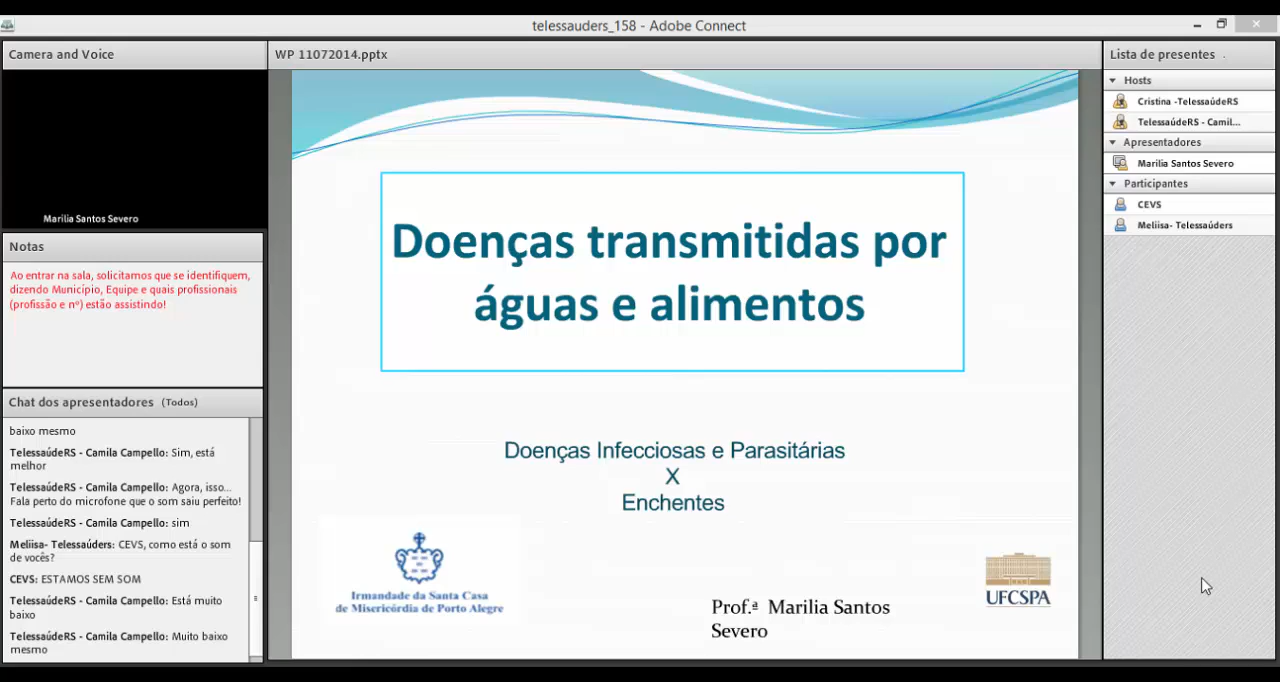 telessauders_158 - Adobe Connect
Camera and Voice
Marilia Santos Severo
Notas
Ao entrar na sala, solicitamos que se identifiquem,
dizendo Município, Equipe e quais profissionais
(profissão e nº) estão assistindo!
Chat dos apresentadores (Todos)
baixo mesmo
TelessaúdeRS - Camila Campello: Sim, está
melhor
TelessaúdeRS - Camila Campello: Agora, isso...
Fala perto do microfone que o som saiu perfeito!
TelessaúdeRS - Camila Campello: sim
Meliisa- Telessaúders: CEVS, como está o som
de vocês?
CEVS: ESTAMOS SEM SOM
TelessaúdeRS - Camila Campello: Está muito
baixo
TelessaúdeRS - Camila Campello: Muito baixo
mesmo
WP 11072014.pptx
Doenças transmitidas por
águas e alimentos
Doenças Infecciosas e Parasitárias
X
Enchentes
Irmandade da Santa Casa
de Misericórdia de Porto Alegre
Prof.ª Marilia Santos
Severo
UFCSPA
Lista de presentes
Hosts
Cristina -TelessaúdeRS
TelessaúdeRS - Camil...
Apresentadores
Marilia Santos Severo
Participantes
CEVS
Meliisa- Telessaúders